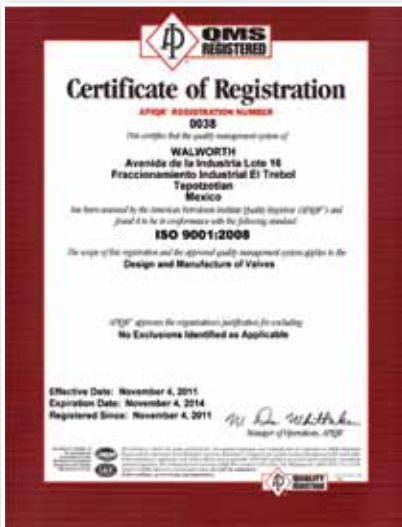 QMS
REGISTERED
Certificate of Registration
APIQR® REGISTRATION NUMBER
0038
This certifies that the quality management system of
WALWORTH
Avenida de la Industria Lote 16
Fraccionamiento Industrial El Trebol
Tepotzotlan
Mexico
has been assessed by the American Petroleum Institute Quality Registrar (APIQR®) and
found it to be in conformance with the following standard:
ISO 9001:2008
The scope of this registration and the approved quality management system applies to the
Design and Manufacture of Valves
APIQR® approves the organization's justification for excluding:
No Exclusions Identified as Applicable
Effective Date: November 4, 2011
Expiration Date: November 4, 2014
Registered Since: November 4, 2011
Manager of Operations, APIQR
QUALITY
REGISTRAR